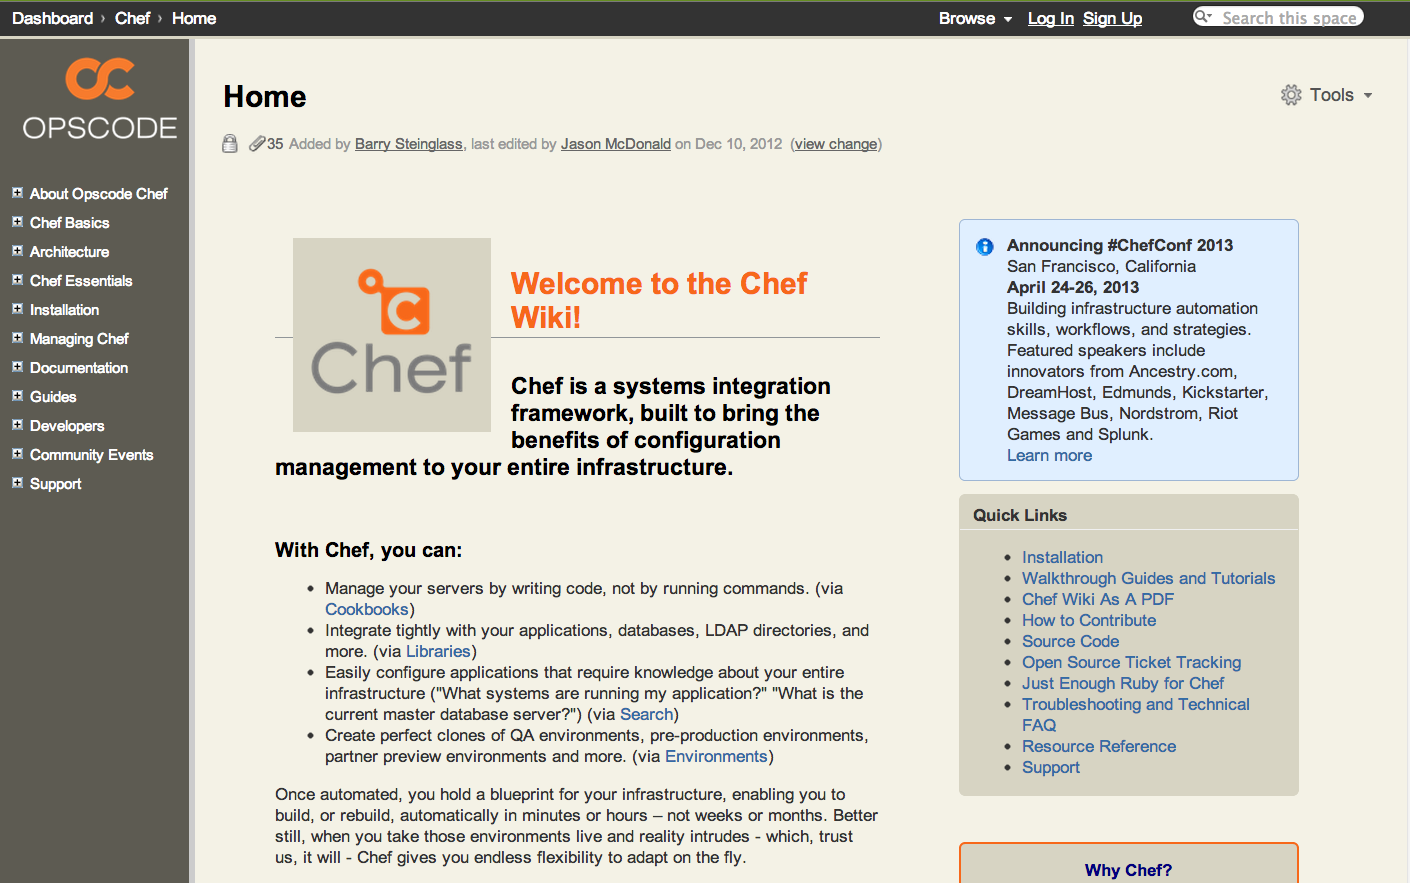 Dashboard › Chef › Home
Browse Log In Sign Up Search this space
OPSCODE
About Opscode Chef
Chef Basics
Architecture
Chef Essentials
Installation
Managing Chef
Documentation
Guides
Developers
Community Events
Support
Home
Tools
35 Added by Barry Steinglass, last edited by Jason McDonald on Dec 10, 2012 (view change)
Chef
Welcome to the Chef
Wiki!
Chef is a systems integration
framework, built to bring the
benefits of configuration
management to your entire infrastructure.
With Chef, you can:
• Manage your servers by writing code, not by running commands. (via
Cookbooks)
• Integrate tightly with your applications, databases, LDAP directories, and
more. (via Libraries)
• Easily configure applications that require knowledge about your entire
infrastructure ("What systems are running my application?" "What is the
current master database server?") (via Search)
• Create perfect clones of QA environments, pre-production environments,
partner preview environments and more. (via Environments)
Once automated, you hold a blueprint for your infrastructure, enabling you to
build, or rebuild, automatically in minutes or hours – not weeks or months. Better
still, when you take those environments live and reality intrudes - which, trust
us, it will - Chef gives you endless flexibility to adapt on the fly.
Announcing #ChefConf 2013
San Francisco, California
April 24-26, 2013
Building infrastructure automation
skills, workflows, and strategies.
Featured speakers include
innovators from Ancestry.com,
DreamHost, Edmunds, Kickstarter,
Message Bus, Nordstrom, Riot
Games and Splunk.
Learn more
Quick Links
• Installation
• Walkthrough Guides and Tutorials
• Chef Wiki As A PDF
• How to Contribute
• Source Code
• Open Source Ticket Tracking
• Just Enough Ruby for Chef
• Troubleshooting and Technical
FAQ
• Resource Reference
• Support
Why Chef?